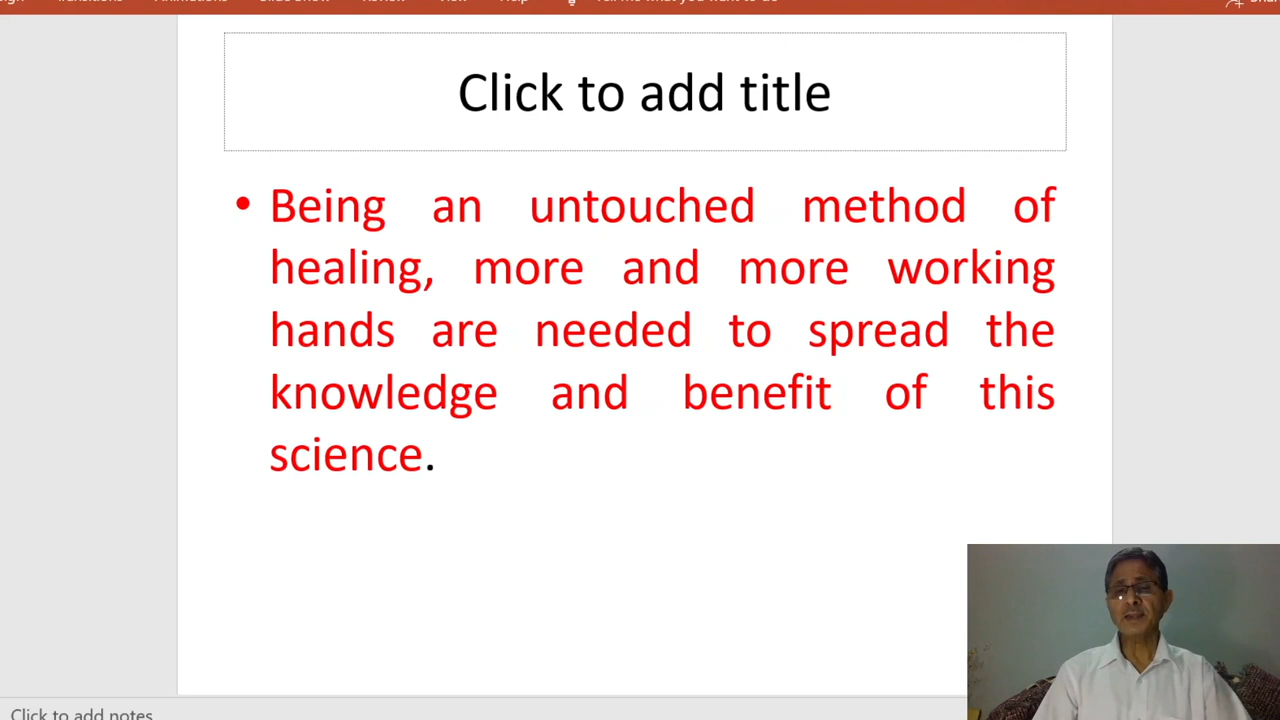 Click to add title
• Being an untouched method of
healing, more and more working
hands are needed to spread the
knowledge and benefit of this
science.
Click to add notes